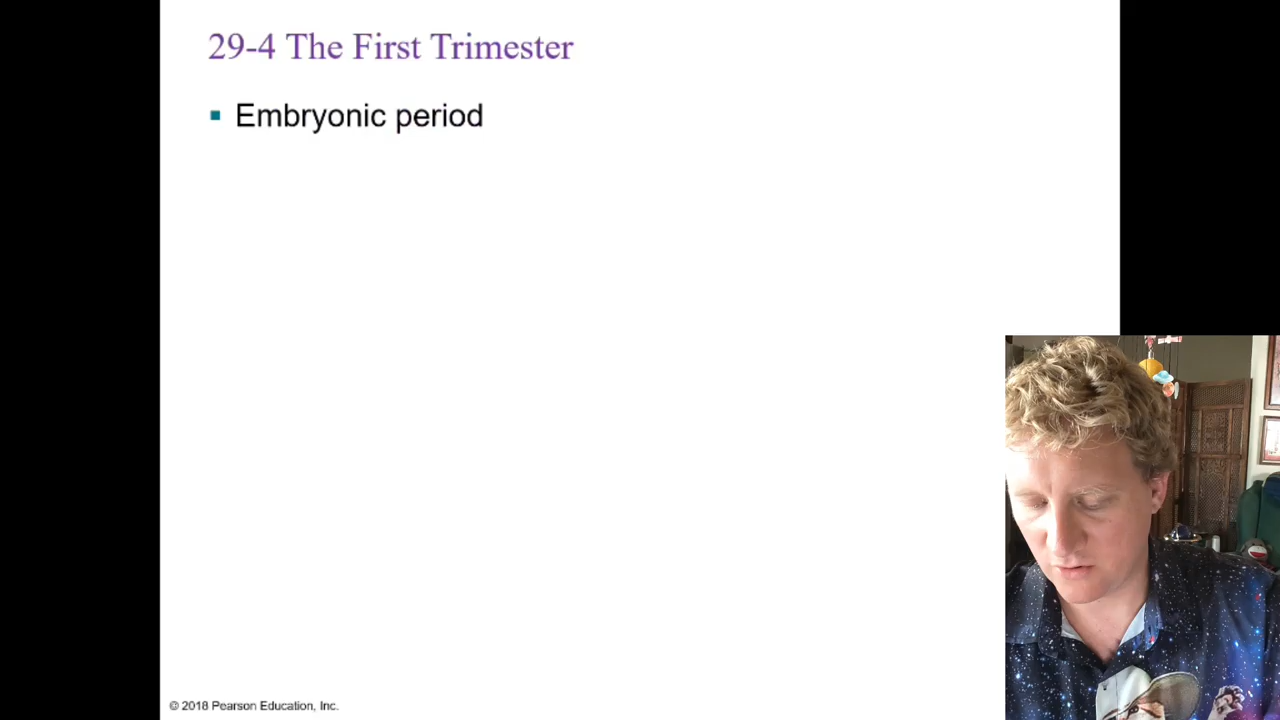 29-4 The First Trimester
Embryonic period
© 2018 Pearson Education, Inc.